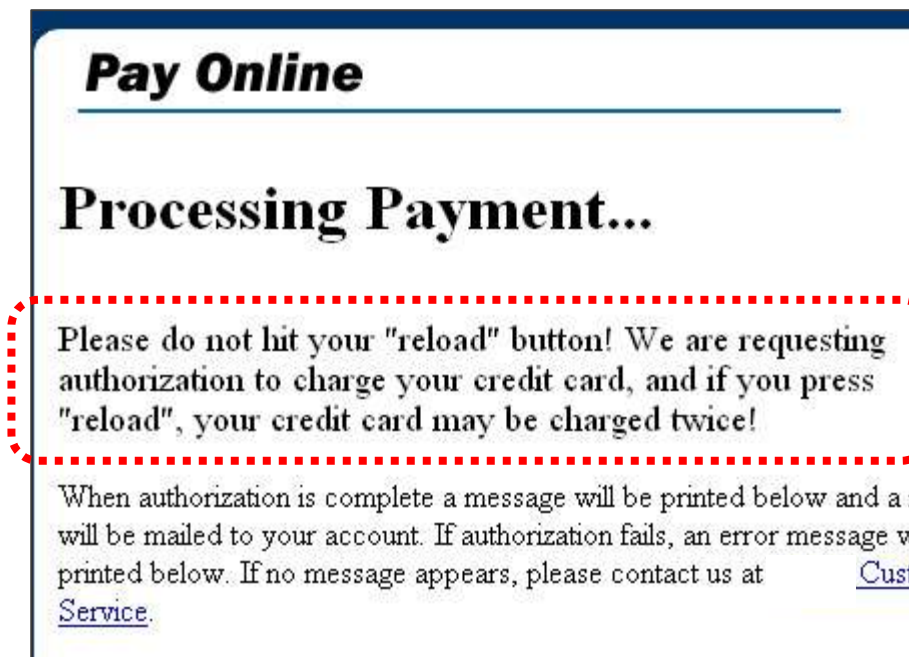 Pay Online
Processing Payment...
Please do not hit your "reload" button! We are requesting
authorization to charge your credit card, and if you press
"reload", your credit card may be charged twice!
When authorization is complete a message will be printed below and a
will be mailed to your account. If authorization fails, an error message
printed below. If no message appears, please contact us at
Service.